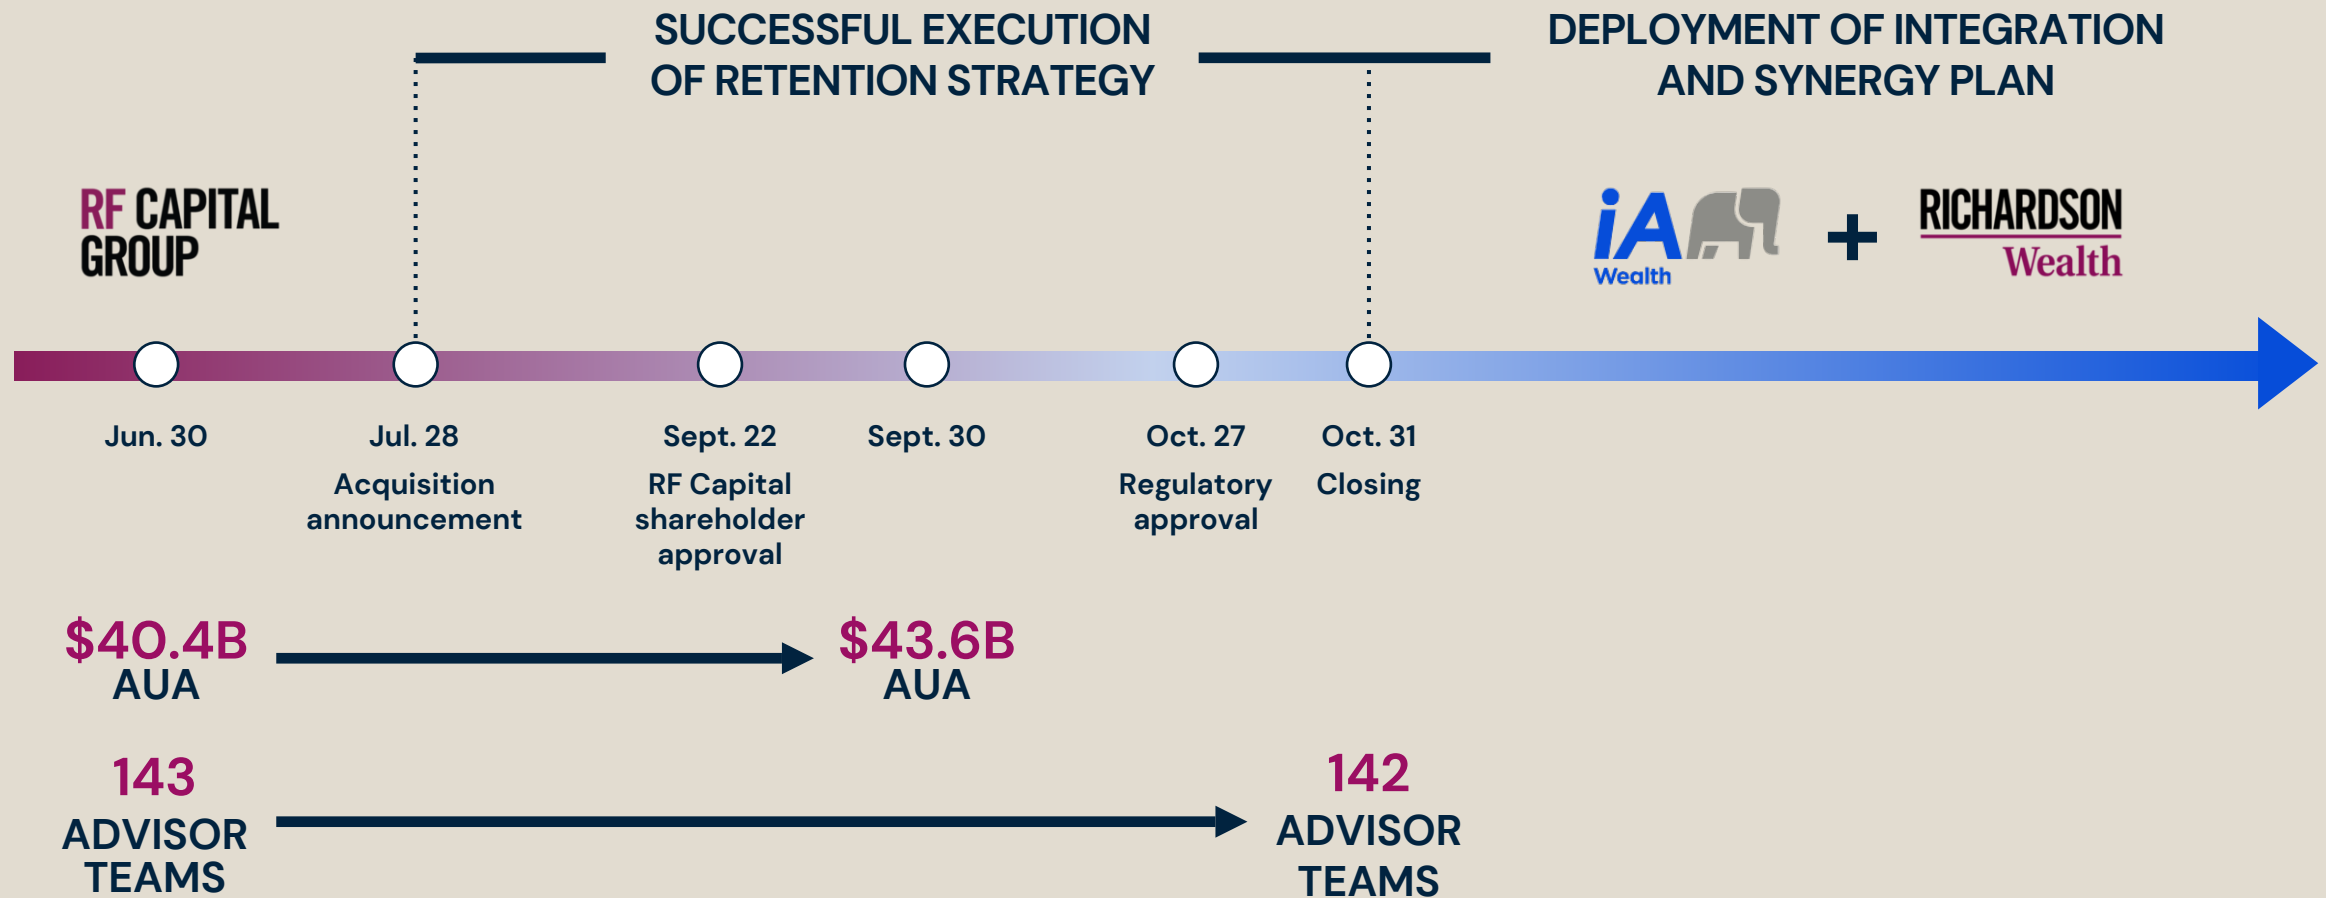 SUCCESSFUL EXECUTION
OF RETENTION STRATEGY
DEPLOYMENT OF INTEGRATION
AND SYNERGY PLAN
RF CAPITAL
GROUP
iA
Wealth
+
RICHARDSON
Wealth
Jun. 30
Jul. 28
Acquisition
announcement
Sept. 22
RF Capital
shareholder
approval
Sept. 30
Oct. 27
Regulatory
approval
Oct. 31
Closing
$40.4B
AUA
$43.6B
AUA
143
ADVISOR
TEAMS
142
ADVISOR
TEAMS